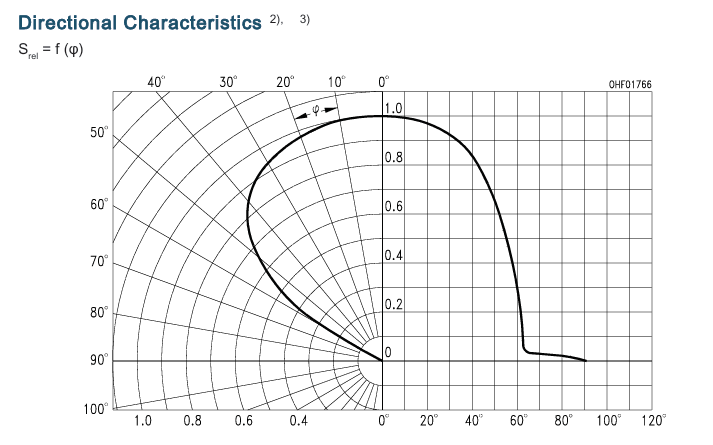 Directional Characteristics 2), 3)
Srel = f (φ)
40° 30° 20° 10° 0° OHF01766
φ
1.0
50°
0.8
60° 0.6
0.4
70°
0.2
80°
0
90°
100°
1.0 0.8 0.6 0.4 0° 20° 40° 60° 80° 100° 120°